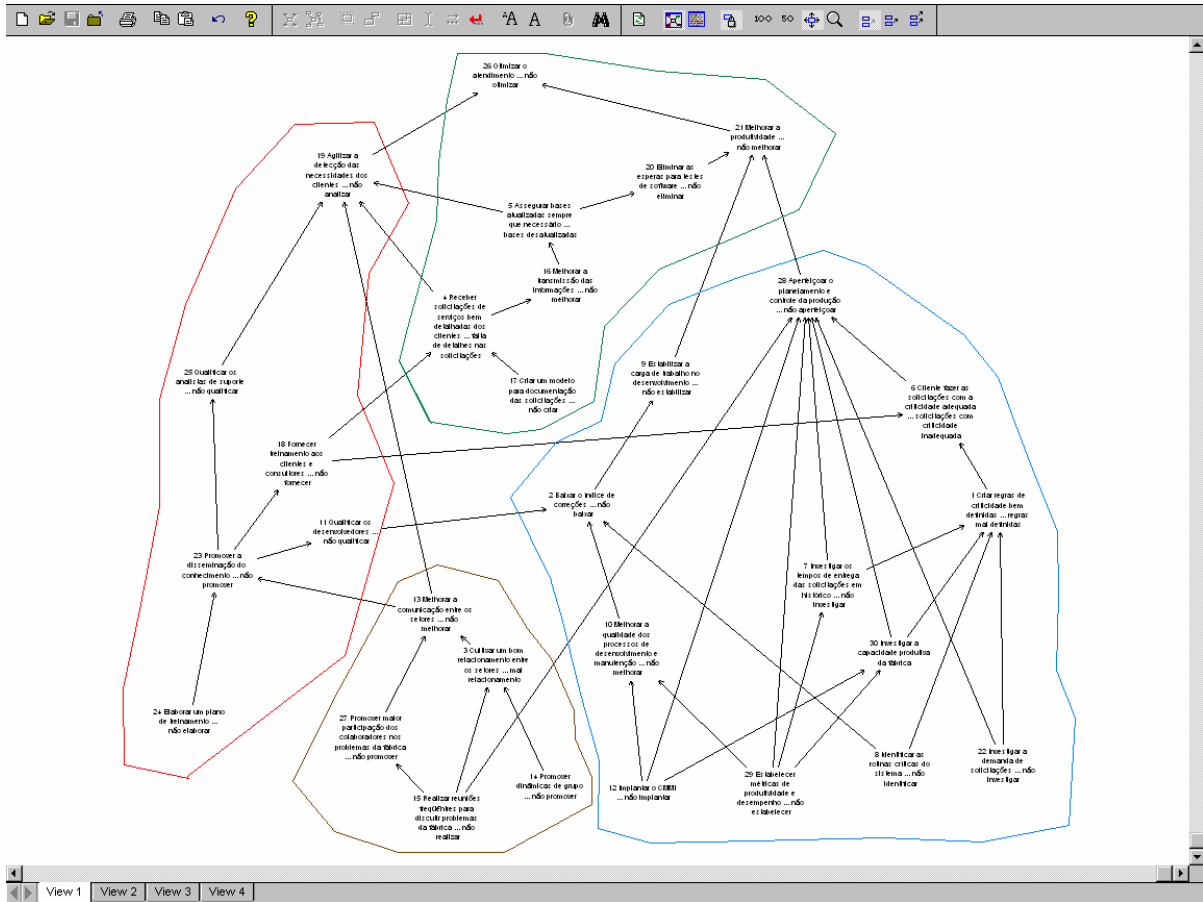 A A
100 50
26 Otimizar o
atendimento ... não
otimizar
21 Melhorar a
produtividade ...
não melhorar
19 Agilizar a
detecção das
necessidades dos
clientes ... não
analizar
20 Eliminar as
esperas para testes
de software ... não
eliminar
5 Assegurar bases
atualizadas sempre
que necessário ...
bases desatualizadas
16 Melhorar a
transmissão das
informações ... não
melhorar
28 Aperfeiçoar o
planejamento e
controle da produção
... não aperfeiçoar
4 Receber
solicitações de
serviços bem
detalhadas dos
clientes ... falta
de detalhes nas
solicitações
9 Estabilizar a
carga de trabalho no
desenvolvimento ...
não estabilizar
25 Qualificar os
analistas de suporte
... não qualificar
17 Criar um modelo
para documentação
das solicitações ...
não criar
6 Cliente fazer as
solicitações com a
criticidade adequada
... solicitações com
criticidade
inadequada
18 Fornecer
treinamento aos
clientes e
consultores ... não
fornecer
2 Baixar o índice de
correções ... não
baixar
1 Criar regras de
criticidade bem
definidas ... regras
mal definidas
11 Qualificar os
desenvolvedores ...
não qualificar
23 Promover a
disseminação do
conhecimento ... não
promover
7 Investigar os
tempos de entrega
das solicitações em
histórico ... não
investigar
13 Melhorar a
comunicação entre os
setores ... não
melhorar
10 Melhorar a
qualidade dos
processos de
desenvolvimento e
manutenção ... não
melhorar
30 Investigar a
capacidade produtiva
da fábrica
3 Cultivar um bom
relacionamento entre
os setores ... mal
relacionamento
24 Elaborar um plano
de treinamento ...
não elaborar
27 Promover maior
participação dos
colaboradores nos
problemas da fábrica
... não promover
8 Identificar as
rotinas críticas do
sistema ... não
identificar
22 Investigar a
demanda de
solicitações ... não
investigar
14 Promover
dinâmicas de grupo
... não promover
12 Implantar o CMMI
... não implantar
29 Estabelecer
métricas de
produtividade e
desempenho ... não
estabelecer
15 Realizar reuniões
freqüêntes para
discutir problemas
da fábrica ... não
realizar
View 1 View 2 View 3 View 4